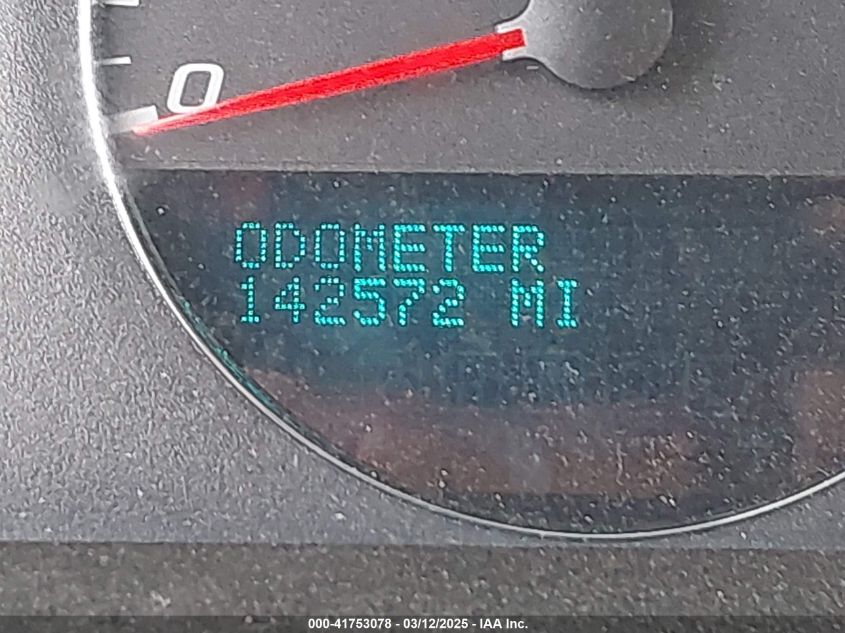 0
ODOMETER
142572 MI
000-41753078 - 03/12/2025 - IAA Inc.